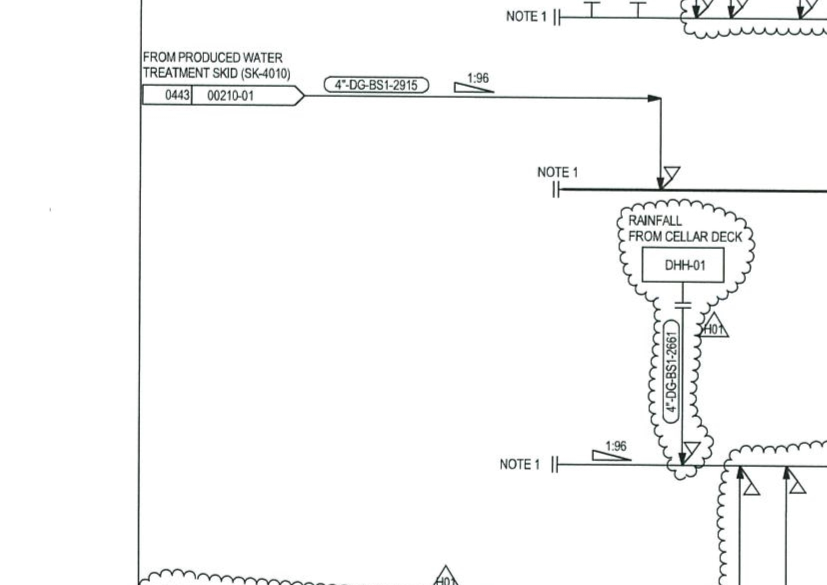 NOTE 1
FROM PRODUCED WATER
TREATMENT SKID (SK-4010)
0443 00210-01
4"-DG-BS1-2915
1:96
NOTE 1
RAINFALL
FROM CELLAR DECK
DHH-01
H01
4"-DG-BS1-2661
1:96
NOTE 1
H01